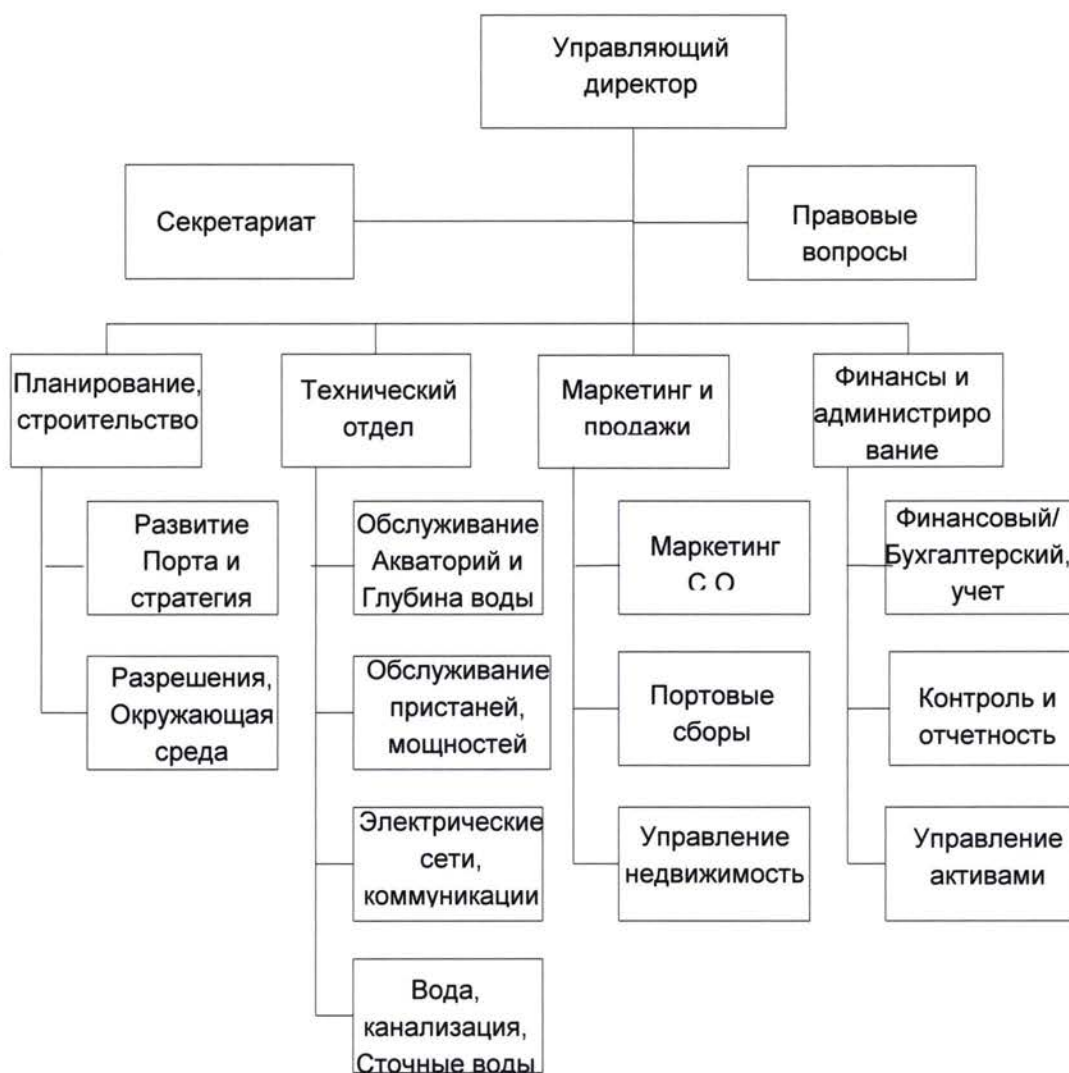 Управляющий
директор
Секретариат
Правовые
вопросы
Планирование,
строительство
Технический
отдел
Маркетинг и
продажи
Финансы и
администриро
вание
Развитие
Порта и
стратегия
Обслуживание
Акваторий и
Глубина воды
Маркетинг
С О
Финансовый/
Бухгалтерский,
учет
Разрешения,
Окружающая
среда
Обслуживание
пристаней,
мощностей
Портовые
сборы
Контроль и
отчетность
Электрические
сети,
коммуникации
Управление
недвижимость
Управление
активами
Вода,
канализация,
Сточные воды